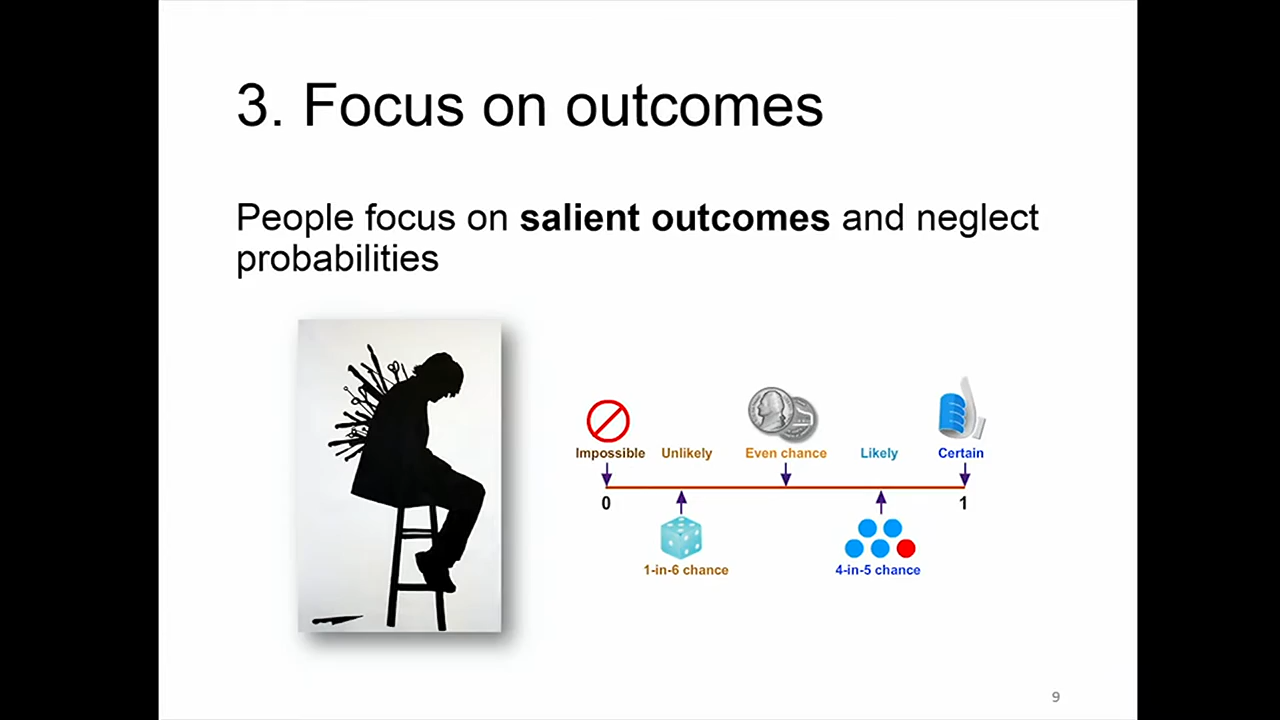 3. Focus on outcomes
People focus on salient outcomes and neglect
probabilities
Impossible Unlikely Even chance Likely Certain
0 1
1-in-6 chance 4-in-5 chance
9